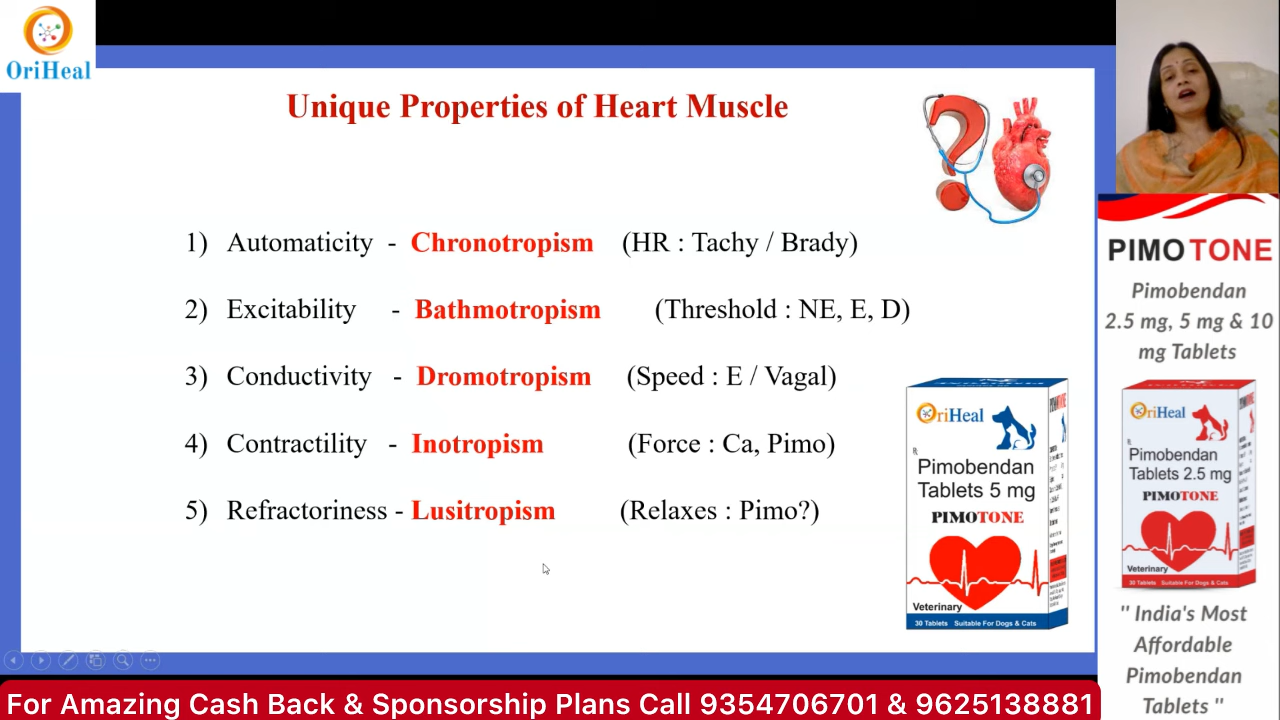 OriHeal
Unique Properties of Heart Muscle
1) Automaticity - Chronotropism (HR : Tachy / Brady)
2) Excitability - Bathmotropism (Threshold : NE, E, D)
3) Conductivity - Dromotropism (Speed : E / Vagal)
4) Contractility - Inotropism (Force : Ca, Pimo)
5) Refractoriness - Lusitropism (Relaxes : Pimo?)
OriHeal
Pimobendan
Tablets 5 mg
PIMOTONE
Veterinary
30 Tablets Suitable For Dogs & Cats
PIMOTONE
Pimobendan
2.5 mg, 5 mg & 10
mg Tablets
OriHeal
Pimobendan
Tablets 2.5 mg
PIMOTONE
Veterinary
30 Tablets Suitable For Dogs & Cats
" India's Most
Affordable
Pimobendan
Tablets "
For Amazing Cash Back & Sponsorship Plans Call 9354706701 & 9625138881